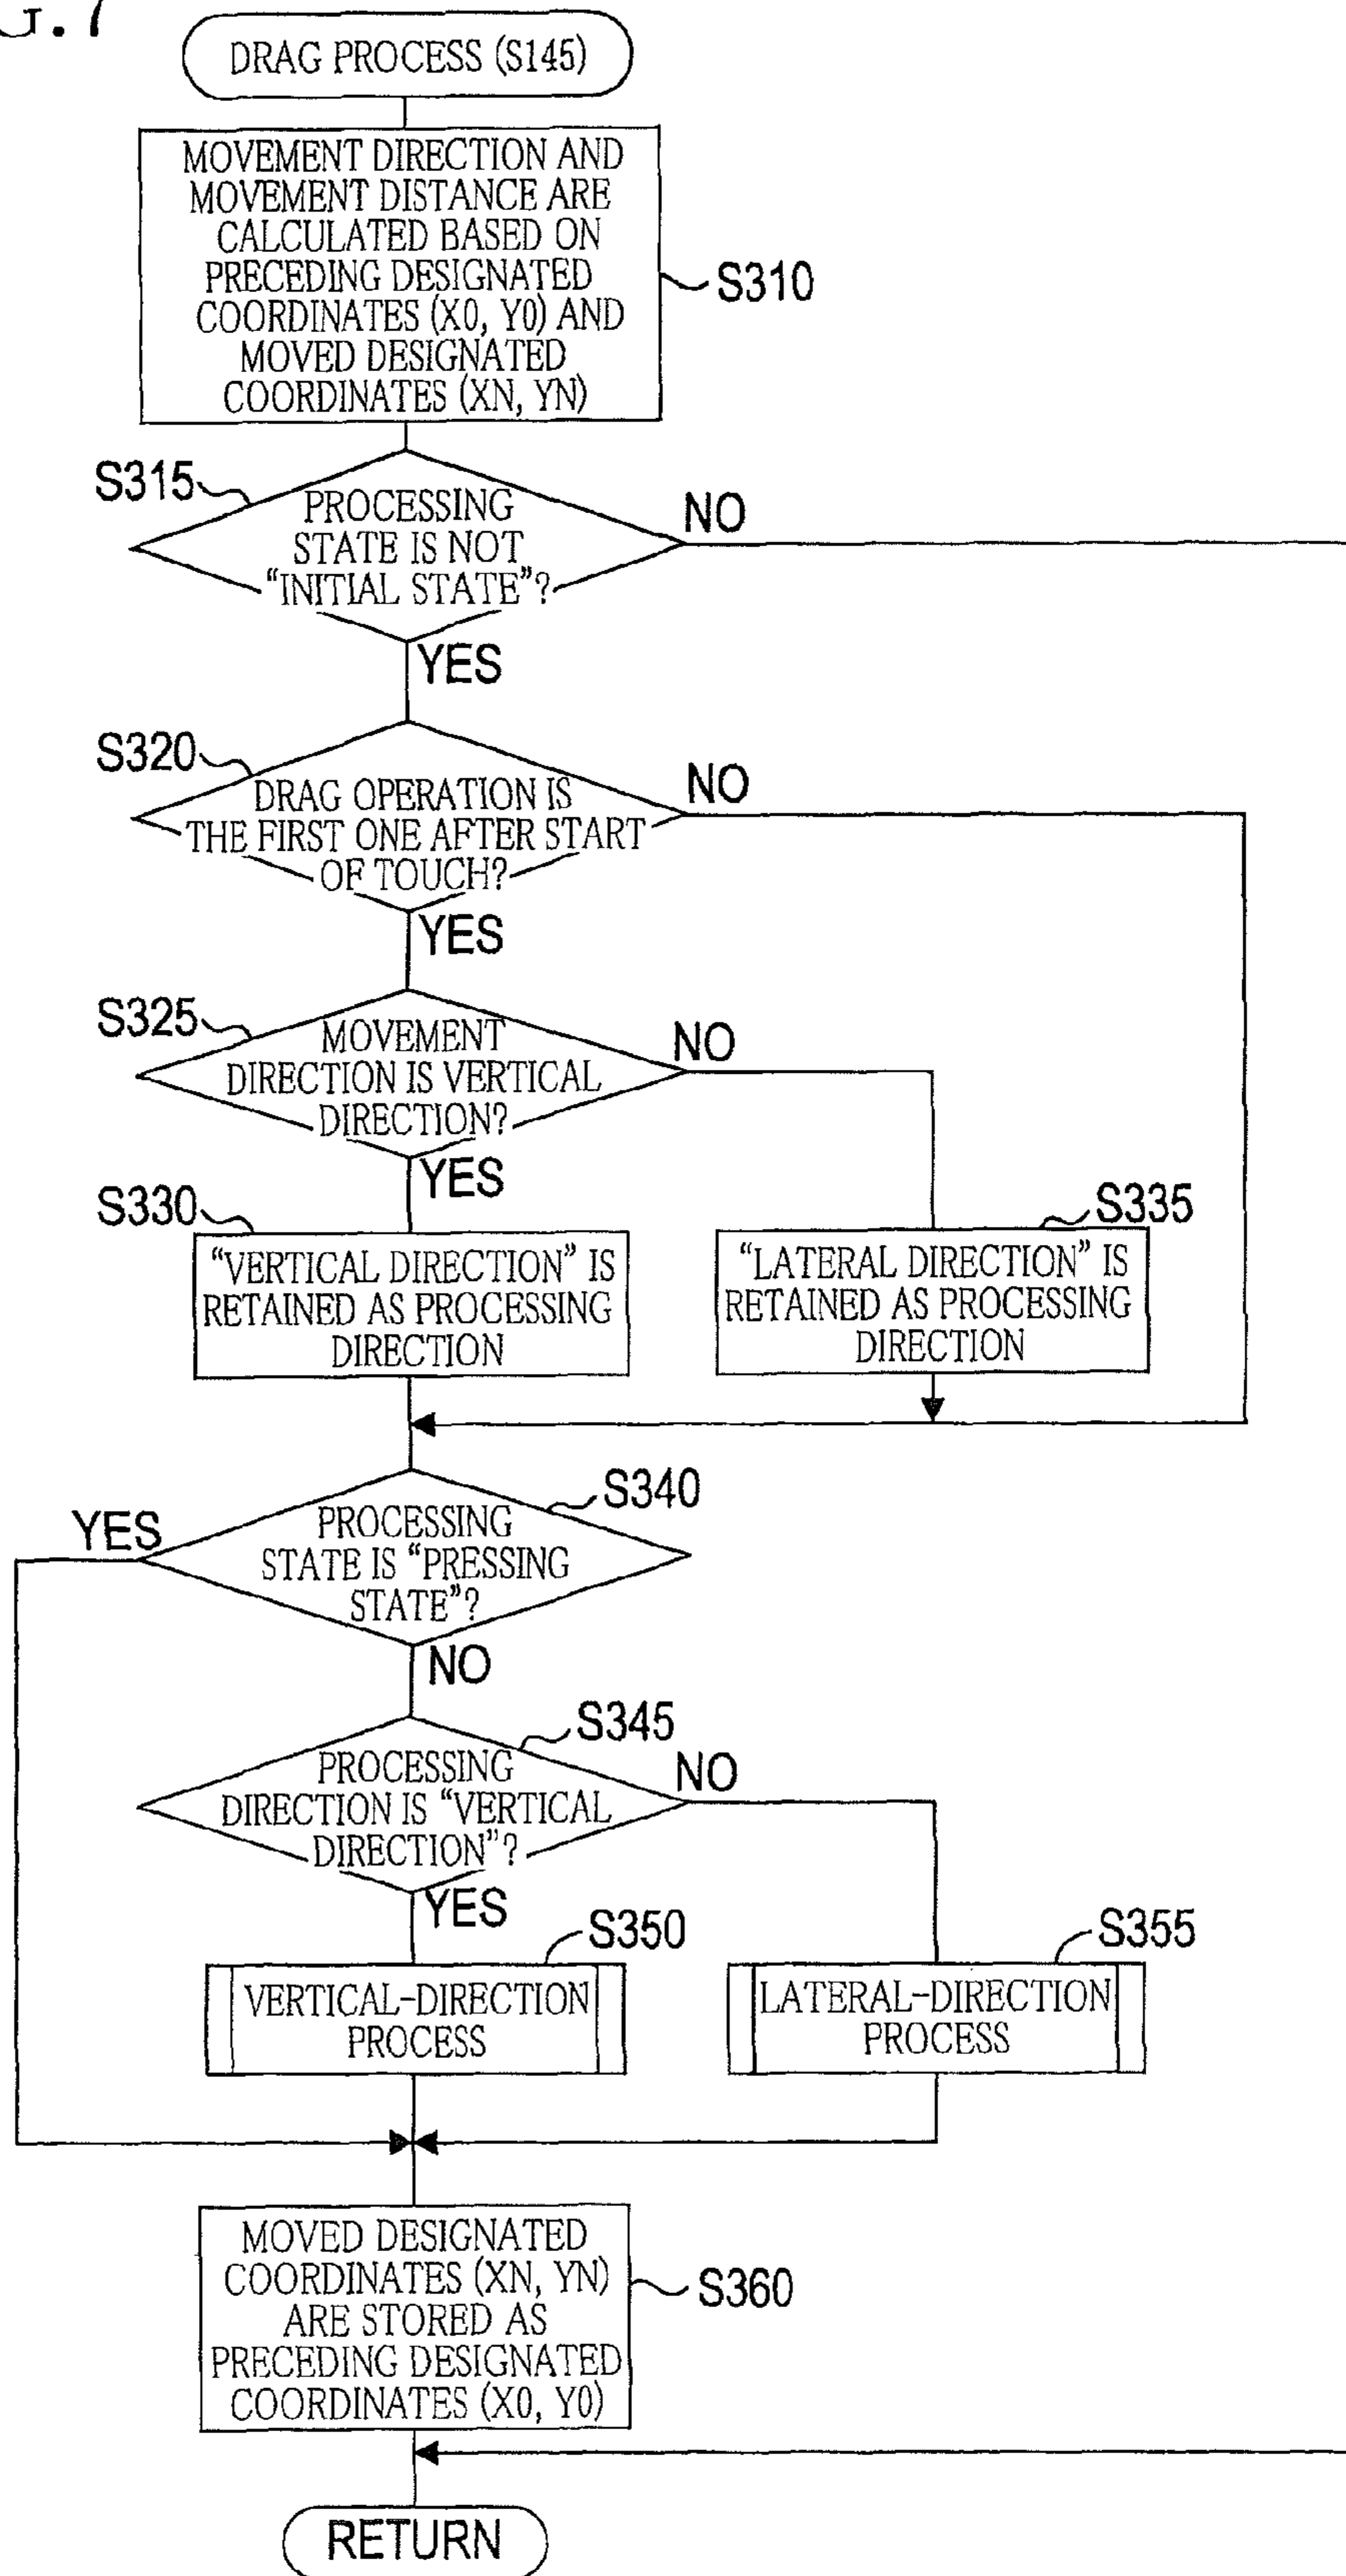 G.7
DRAG PROCESS (S145)
MOVEMENT DIRECTION AND
MOVEMENT DISTANCE ARE
CALCULATED BASED ON
PRECEDING DESIGNATED
COORDINATES (X0, Y0) AND
MOVED DESIGNATED
COORDINATES (XN, YN)
S310
S315
PROCESSING
STATE IS NOT
“INITIAL STATE”?
NO
YES
S320
DRAG OPERATION IS
THE FIRST ONE AFTER START
OF TOUCH?
NO
YES
S325
MOVEMENT
DIRECTION IS VERTICAL
DIRECTION?
NO
YES
S330
“VERTICAL DIRECTION” IS
RETAINED AS PROCESSING
DIRECTION
S335
“LATERAL DIRECTION” IS
RETAINED AS PROCESSING
DIRECTION
S340
YES
PROCESSING
STATE IS “PRESSING
STATE”?
NO
S345
PROCESSING
DIRECTION IS “VERTICAL
DIRECTION”?
NO
YES
S350
VERTICAL-DIRECTION
PROCESS
S355
LATERAL-DIRECTION
PROCESS
MOVED DESIGNATED
COORDINATES (XN, YN)
ARE STORED AS
PRECEDING DESIGNATED
COORDINATES (X0, Y0)
S360
RETURN